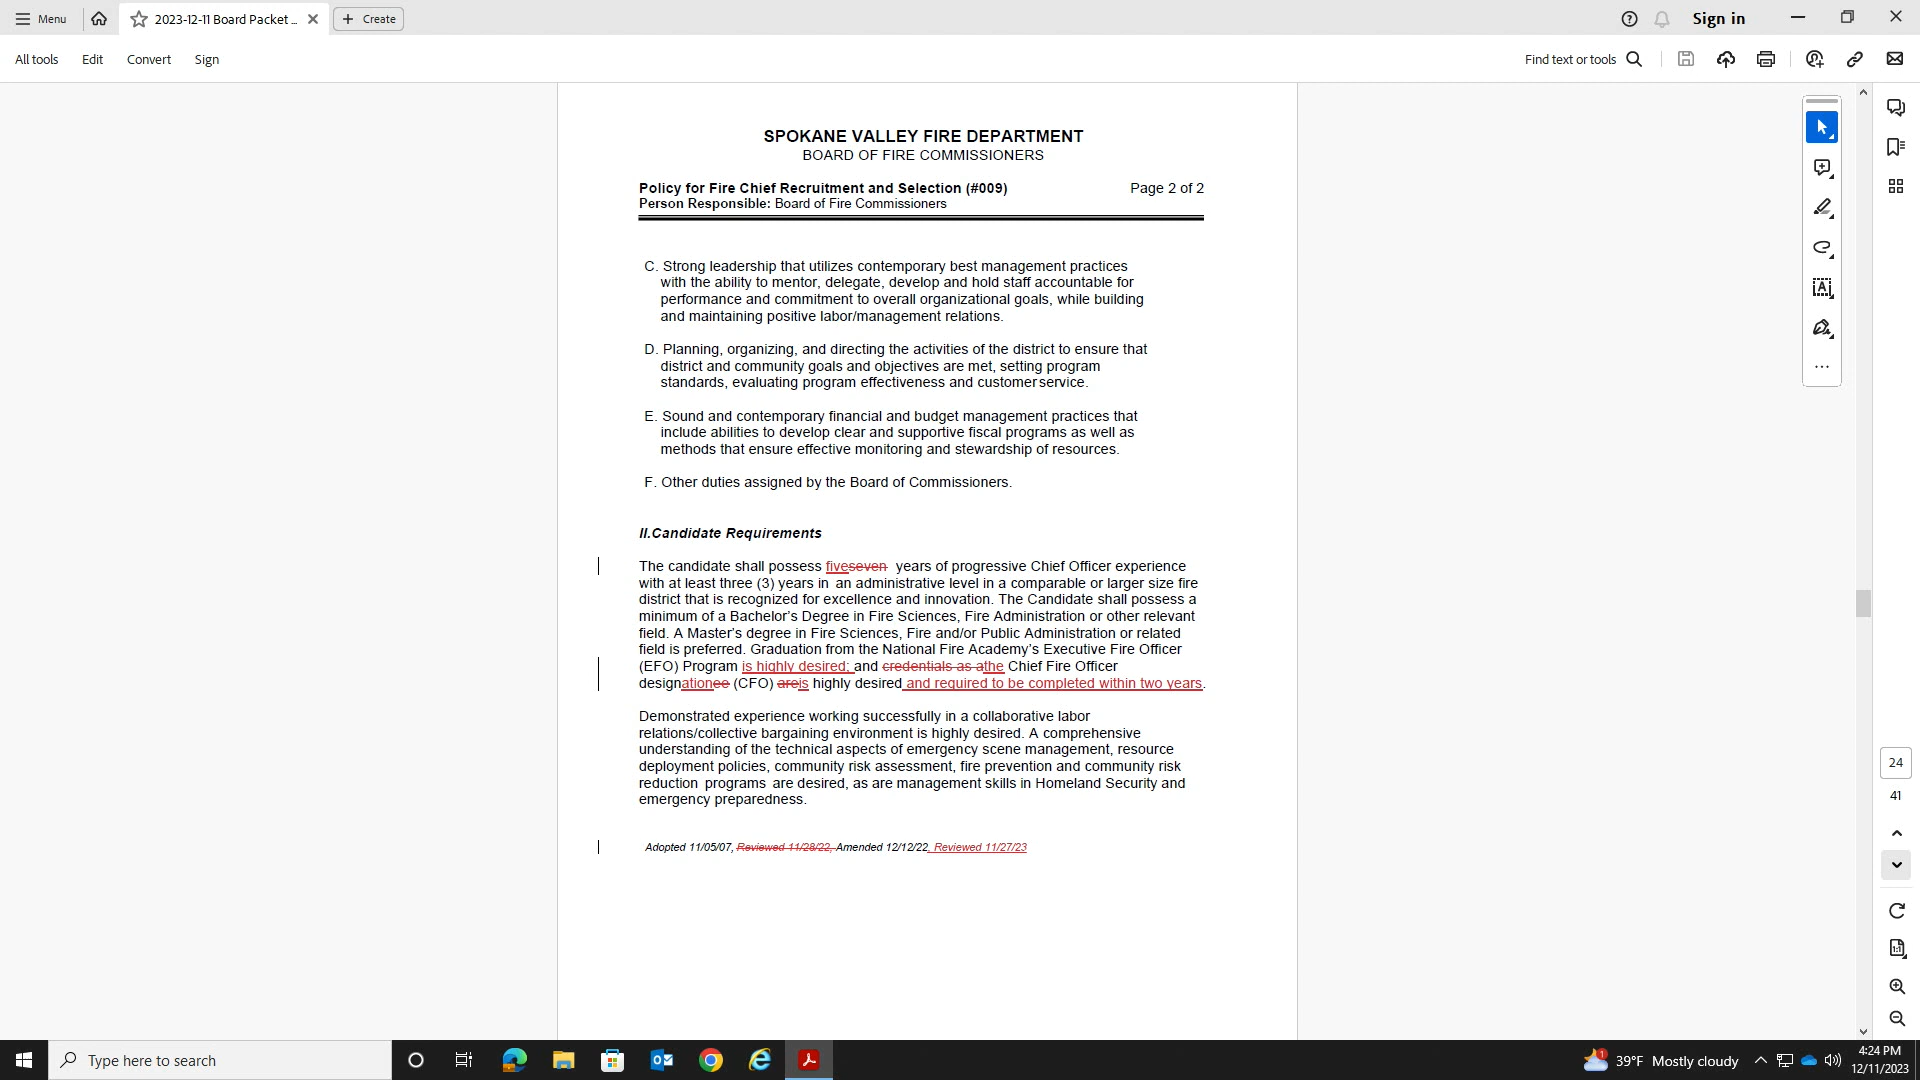 Menu
2023-12-11 Board Packet ...
Create
Sign in
All tools
Edit
Convert
Sign
Find text or tools
SPOKANE VALLEY FIRE DEPARTMENT
BOARD OF FIRE COMMISSIONERS
Policy for Fire Chief Recruitment and Selection (#009) Page 2 of 2
Person Responsible: Board of Fire Commissioners
C. Strong leadership that utilizes contemporary best management practices
with the ability to mentor, delegate, develop and hold staff accountable for
performance and commitment to overall organizational goals, while building
and maintaining positive labor/management relations.
D. Planning, organizing, and directing the activities of the district to ensure that
district and community goals and objectives are met, setting program
standards, evaluating program effectiveness and customer service.
E. Sound and contemporary financial and budget management practices that
include abilities to develop clear and supportive fiscal programs as well as
methods that ensure effective monitoring and stewardship of resources.
F. Other duties assigned by the Board of Commissioners.
II.Candidate Requirements
The candidate shall possess fiveseven years of progressive Chief Officer experience
with at least three (3) years in an administrative level in a comparable or larger size fire
district that is recognized for excellence and innovation. The Candidate shall possess a
minimum of a Bachelor's Degree in Fire Sciences, Fire Administration or other relevant
field. A Master's degree in Fire Sciences, Fire and/or Public Administration or related
field is preferred. Graduation from the National Fire Academy's Executive Fire Officer
(EFO) Program is highly desired; and credentials as athe Chief Fire Officer
designationee (CFO) areis highly desired and required to be completed within two years.
Demonstrated experience working successfully in a collaborative labor
relations/collective bargaining environment is highly desired. A comprehensive
understanding of the technical aspects of emergency scene management, resource
deployment policies, community risk assessment, fire prevention and community risk
reduction programs are desired, as are management skills in Homeland Security and
emergency preparedness.
Adopted 11/05/07, Reviewed 11/28/22, Amended 12/12/22, Reviewed 11/27/23
24
41
Type here to search
1
39°F Mostly cloudy
4:24 PM
12/11/2023